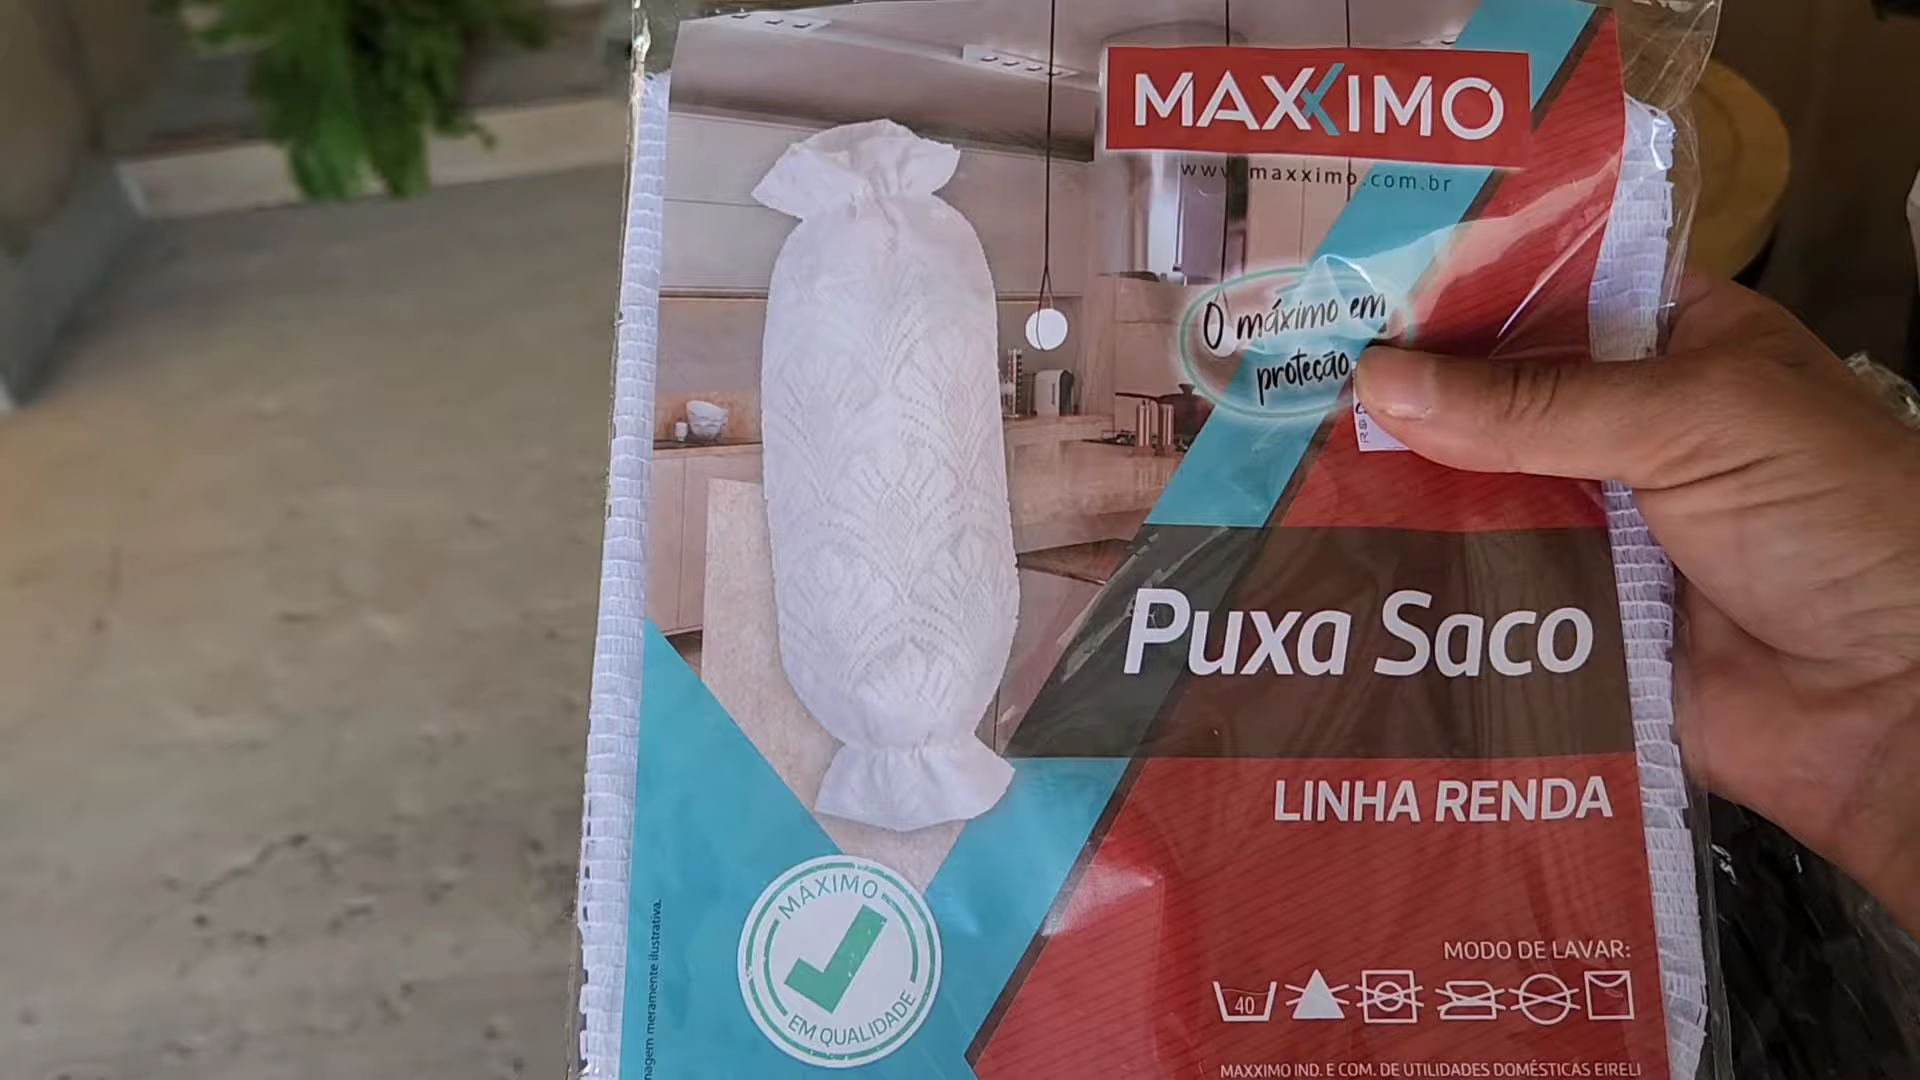 MAXXIMO
www.maxximo.com.br
O máximo em
proteção
Puxa Saco
LINHA RENDA
MÁXIMO
EM QUALIDADE
MODO DE LAVAR:
40
MAXXIMO IND. E COM. DE UTILIDADES DOMÉSTICAS EIRELI
meramente ilustrativa.